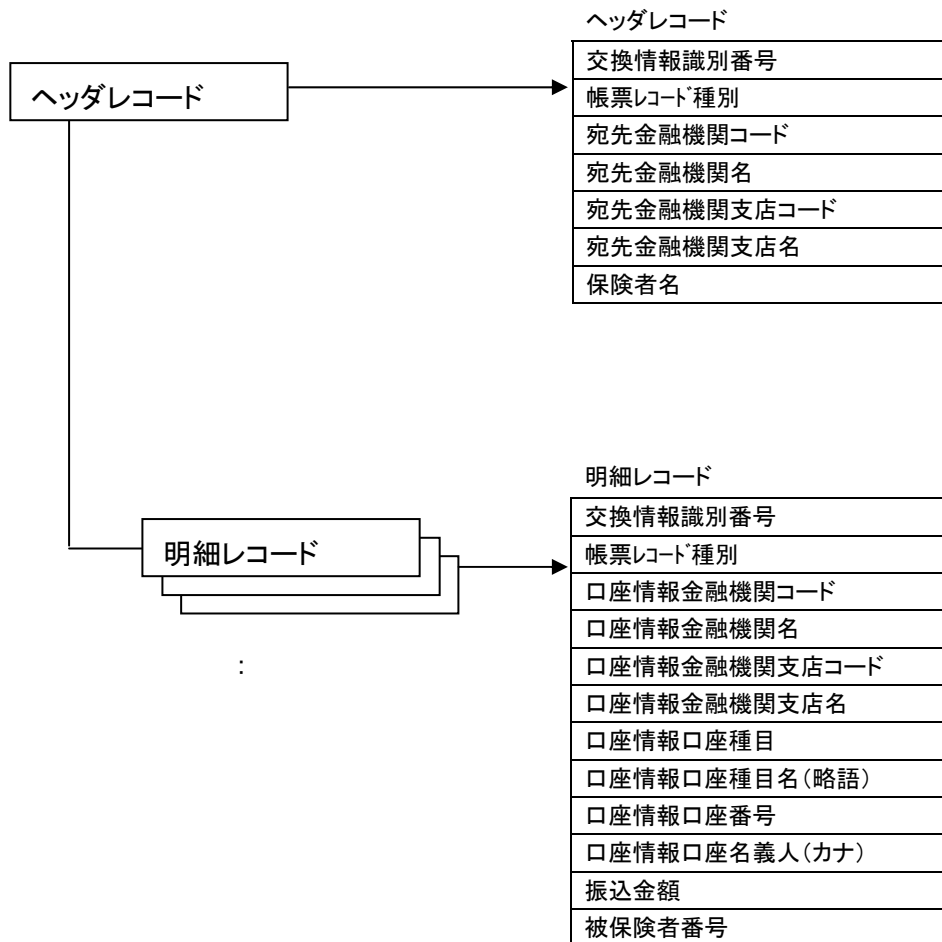 ヘッダレコード
ヘッダレコード
交換情報識別番号
帳票ﾚｺｰﾄﾞ種別
宛先金融機関コード
宛先金融機関名
宛先金融機関支店コード
宛先金融機関支店名
保険者名
明細レコード
明細レコード
:
交換情報識別番号
帳票ﾚｺｰﾄﾞ種別
口座情報金融機関コード
口座情報金融機関名
口座情報金融機関支店コード
口座情報金融機関支店名
口座情報口座種目
口座情報口座種目名(略語)
口座情報口座番号
口座情報口座名義人(カナ)
振込金額
被保険者番号